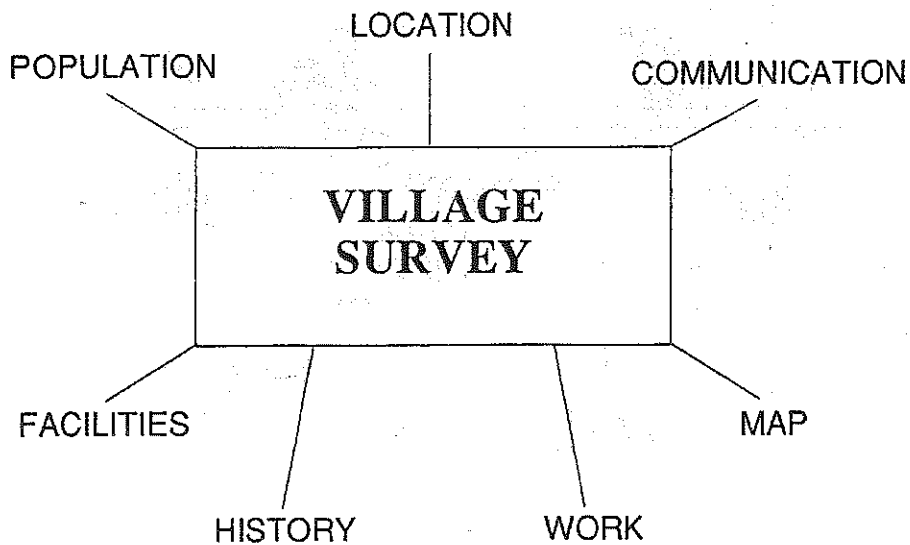 LOCATION
POPULATION
COMMUNICATION
VILLAGE
SURVEY
FACILITIES
MAP
HISTORY
WORK